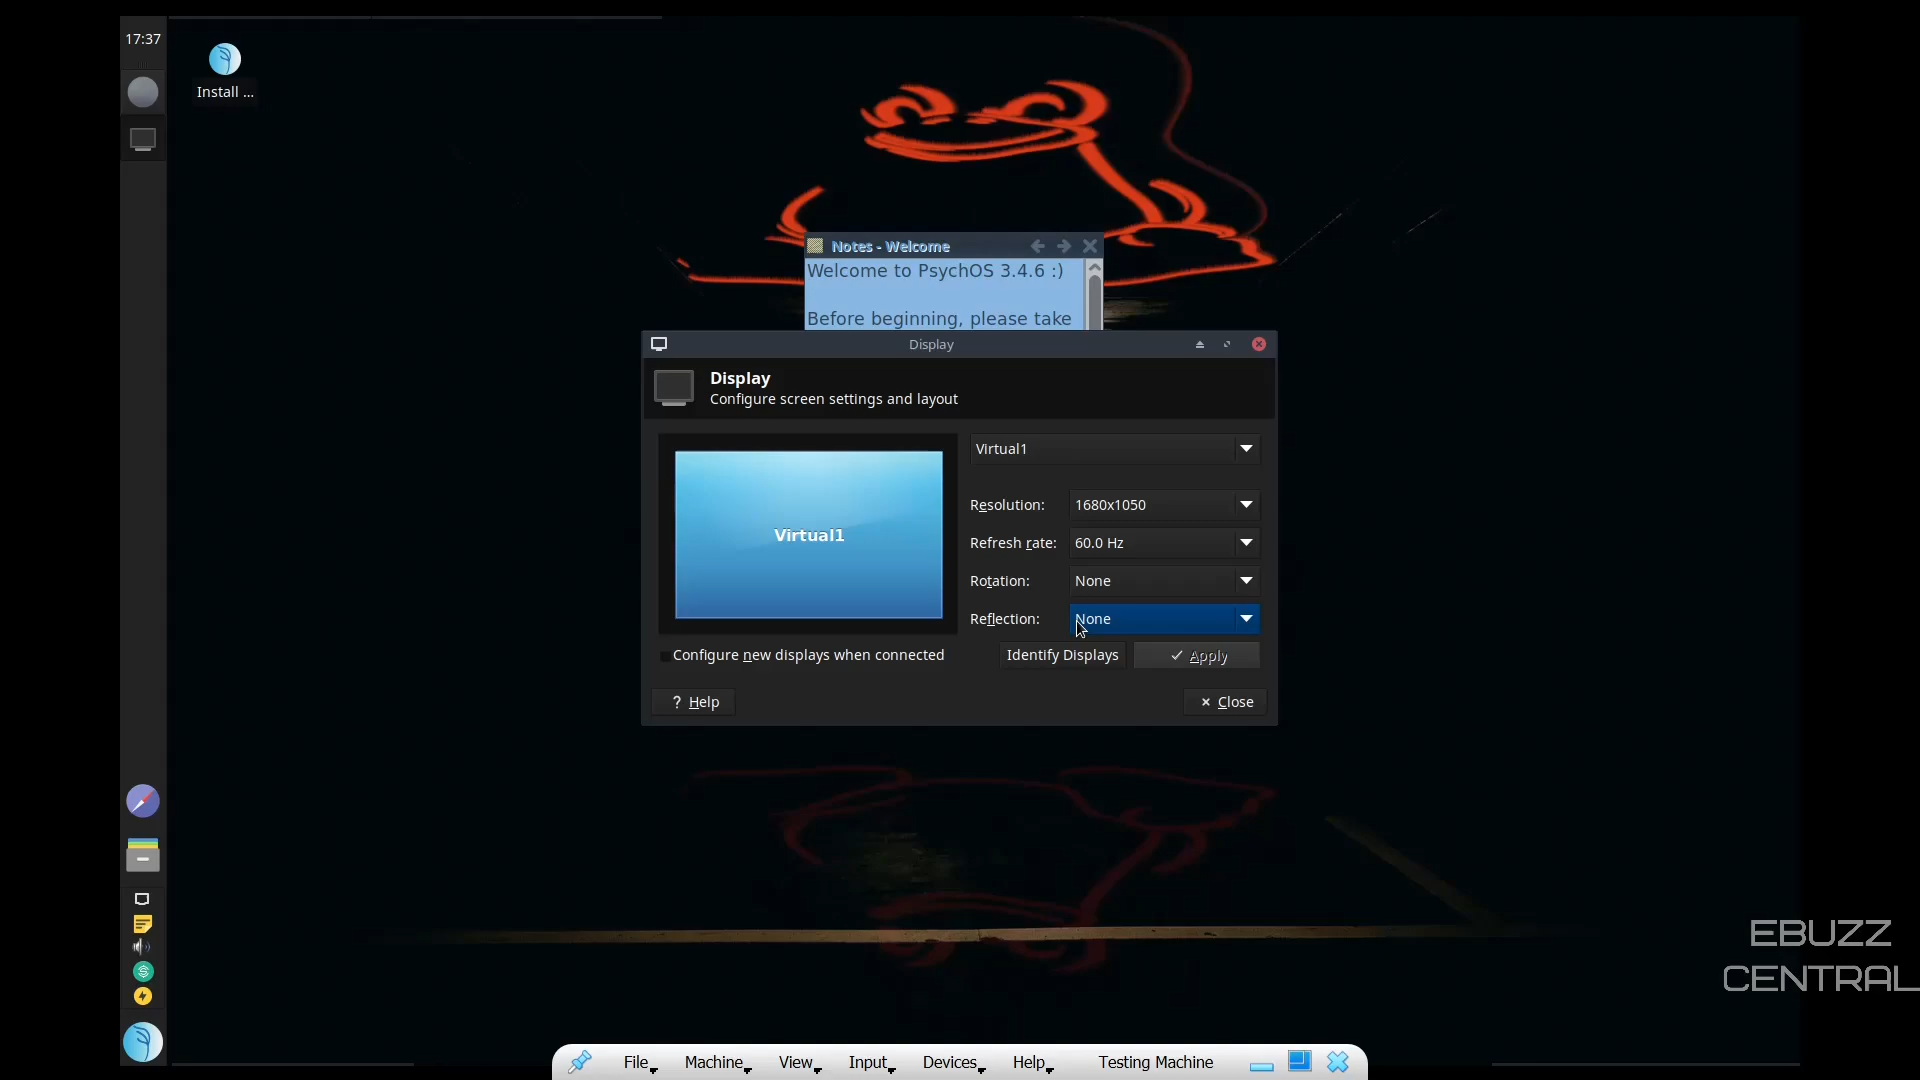 17:37
Install ...
Notes - Welcome
Welcome to PsychOS 3.4.6 :)
Before beginning, please take
Display
Display
Configure screen settings and layout
Virtual1
Virtual1
Resolution: 1680x1050
Refresh rate: 60.0 Hz
Rotation: None
Reflection: None
Configure new displays when connected
Identify Displays
Apply
? Help
Close
EBUZZ
CENTRAL
File Machine View Input Devices Help Testing Machine